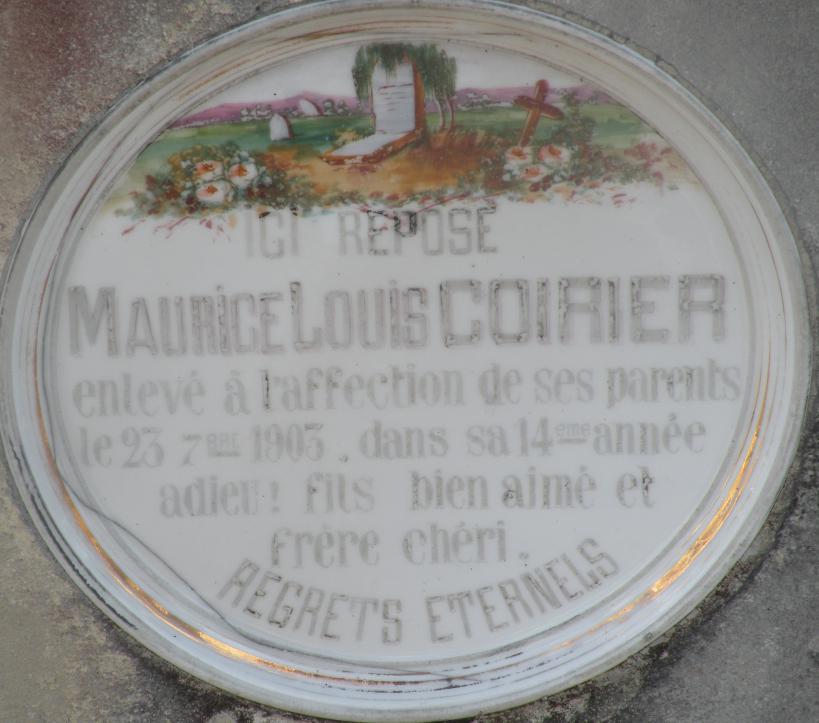 ICI REPOSE
MAURICE LOUIS COIRIER
enlevé à l'affection de ses parents
le 23 7bre 1903. dans sa 14eme année
adieu! fils bien aimé et
frère chéri.
REGRETS ETERNELS